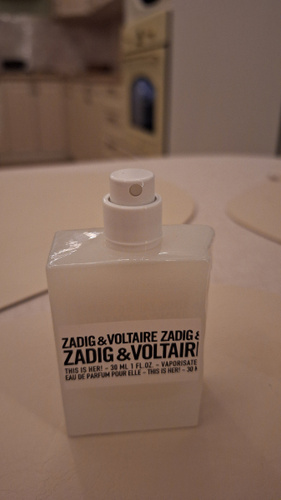 ZADIG & VOLTAIRE ZADIG &
ZADIG & VOLTAIR
THIS IS HER! - 30 ML 1 FL.OZ. - VAPORISATE
EAU DE PARFUM POUR ELLE - THIS IS HER! - 30